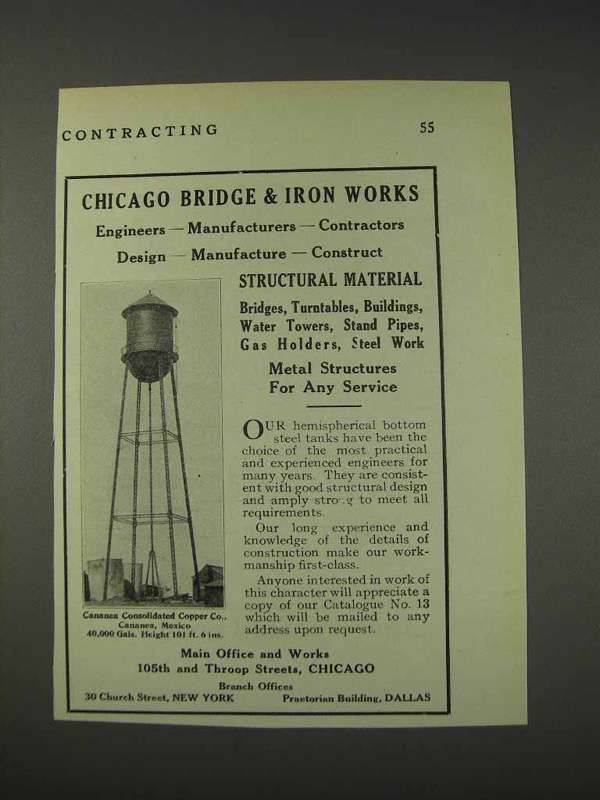 CONTRACTING 55
CHICAGO BRIDGE & IRON WORKS
Engineers — Manufacturers — Contractors
Design — Manufacture — Construct
STRUCTURAL MATERIAL
Bridges, Turntables, Buildings,
Water Towers, Stand Pipes,
Gas Holders, Steel Work
Metal Structures
For Any Service
OUR hemispherical bottom
steel tanks have been the
choice of the most practical
and experienced engineers for
many years. They are consist-
ent with good structural design
and amply strong to meet all
requirements.
Our long experience and
knowledge of the details of
construction make our work-
manship first-class.
Anyone interested in work of
this character will appreciate a
copy of our Catalogue No. 13
which will be mailed to any
address upon request.
Cananea Consolidated Copper Co.,
Cananea, Mexico
40,000 Gals. Height 101 ft. 6 ins.
Main Office and Works
105th and Throop Streets, CHICAGO
Branch Offices
30 Church Street, NEW YORK Praetorian Building, DALLAS